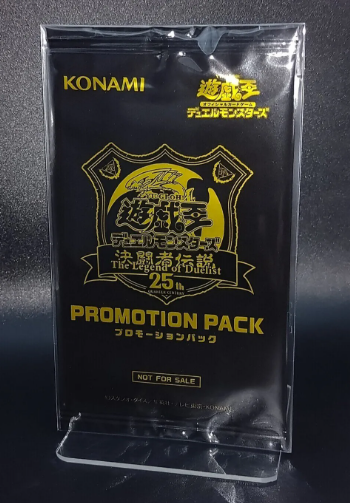 KONAMI
遊戯王
オフィシャルカードゲーム
デュエルモンスターズ
遊戯王
デュエルモンスターズ
決闘者伝説
The Legend of Duelist
25th
QUARTER CENTURY
PROMOTION PACK
プロモーションパック
NOT FOR SALE